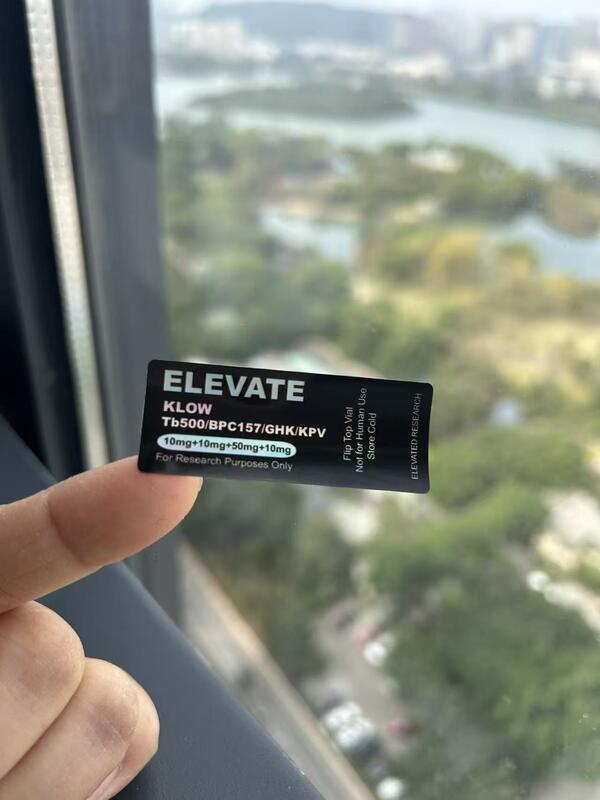 ELEVATE
KLOW
Tb500/BPC157/GHK/KPV
10mg+10mg+50mg+10mg
For Research Purposes Only
Flip Top Vial
Not for Human Use
Store Cold
ELEVATED RESEARCH